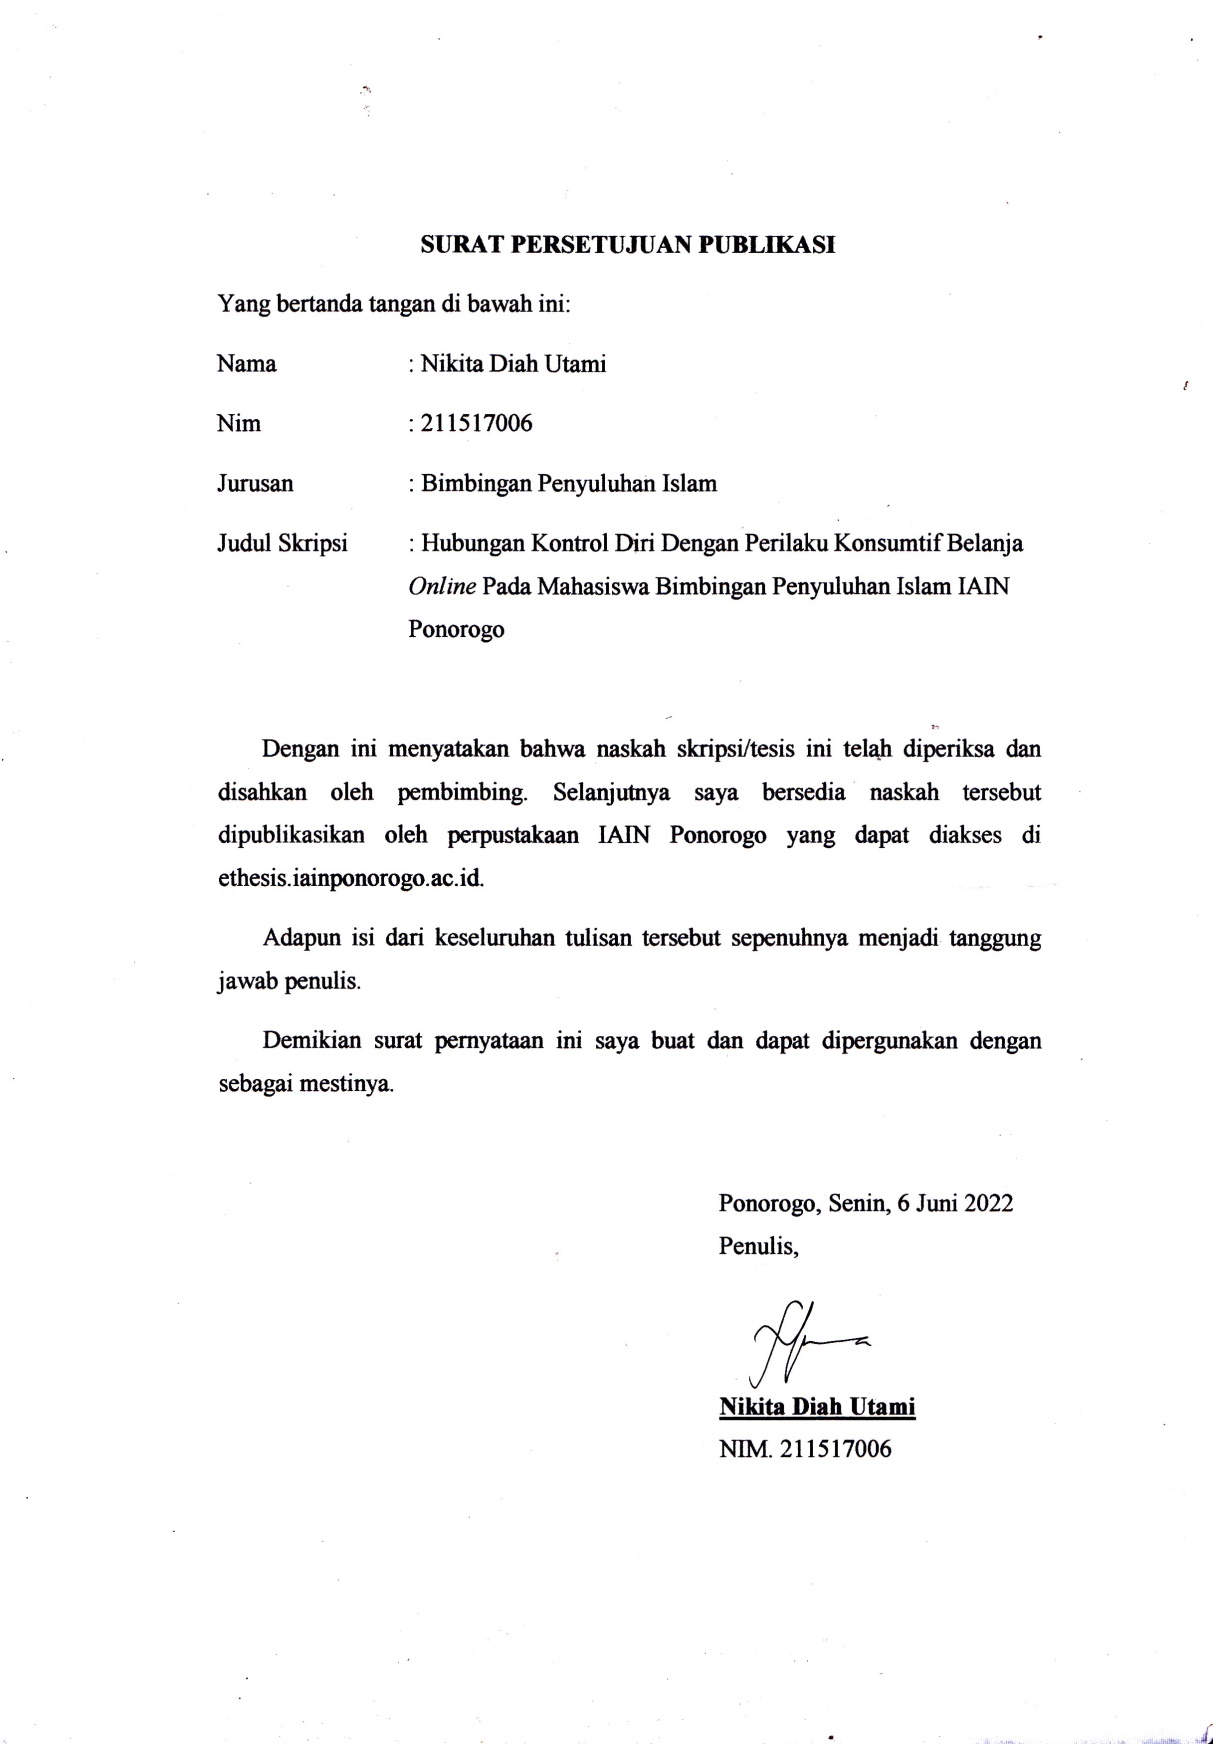 SURAT PERSETUJUAN PUBLIKASI
Yang bertanda tangan di bawah ini:
Nama : Nikita Diah Utami
Nim : 211517006
Jurusan : Bimbingan Penyuluhan Islam
Judul Skripsi : Hubungan Kontrol Diri Dengan Perilaku Konsumtif Belanja
Online Pada Mahasiswa Bimbingan Penyuluhan Islam IAIN
Ponorogo
Dengan ini menyatakan bahwa naskah skripsi/tesis ini telah diperiksa dan
disahkan oleh pembimbing. Selanjutnya saya bersedia naskah tersebut
dipublikasikan oleh perpustakaan IAIN Ponorogo yang dapat diakses di
ethesis.iainponorogo.ac.id.
Adapun isi dari keseluruhan tulisan tersebut sepenuhnya menjadi tanggung
jawab penulis.
Demikian surat pernyataan ini saya buat dan dapat dipergunakan dengan
sebagai mestinya.
Ponorogo, Senin, 6 Juni 2022
Penulis,
Nikita Diah Utami
NIM. 211517006